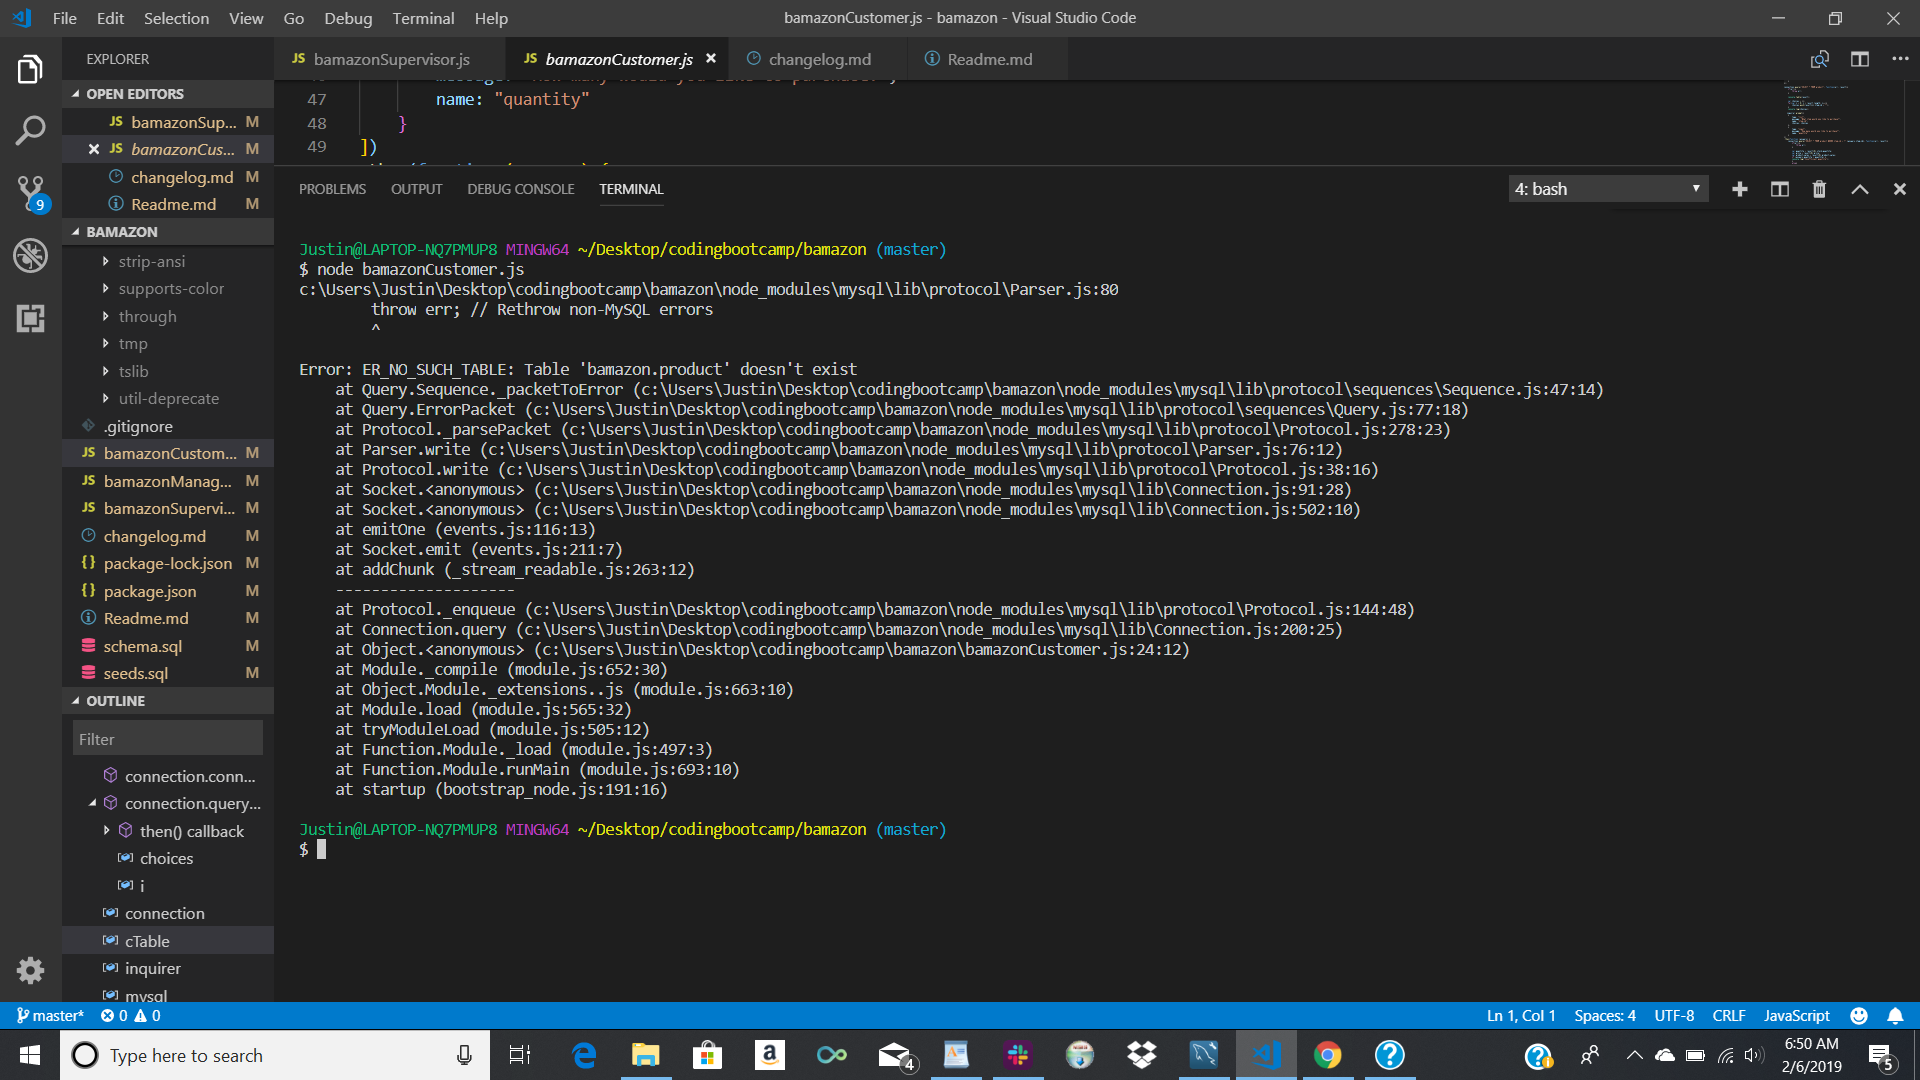 File Edit Selection View Go Debug Terminal Help
bamazonCustomer.js - bamazon - Visual Studio Code
EXPLORER
OPEN EDITORS
JS bamazonSup... M
JS bamazonCus... M
changelog.md M
Readme.md M
BAMAZON
strip-ansi
supports-color
through
tmp
tslib
util-deprecate
.gitignore
JS bamazonCustom... M
JS bamazonManag... M
JS bamazonSupervi... M
changelog.md M
{} package-lock.json M
{} package.json M
Readme.md M
schema.sql M
seeds.sql M
OUTLINE
Filter
connection.conn...
connection.query...
then() callback
choices
i
connection
cTable
inquirer
mysql
9
JS bamazonSupervisor.js
JS bamazonCustomer.js
changelog.md
Readme.md
47 name: "quantity"
48 }
49 ])
PROBLEMS OUTPUT DEBUG CONSOLE TERMINAL
4: bash
Justin@LAPTOP-NQ7PMUP8 MINGW64 ~/Desktop/codingbootcamp/bamazon (master)
$ node bamazonCustomer.js
c:\Users\Justin\Desktop\codingbootcamp\bamazon\node_modules\mysql\lib\protocol\Parser.js:80
throw err; // Rethrow non-MySQL errors
^
Error: ER_NO_SUCH_TABLE: Table 'bamazon.product' doesn't exist
at Query.Sequence._packetToError (c:\Users\Justin\Desktop\codingbootcamp\bamazon\node_modules\mysql\lib\protocol\sequences\Sequence.js:47:14)
at Query.ErrorPacket (c:\Users\Justin\Desktop\codingbootcamp\bamazon\node_modules\mysql\lib\protocol\sequences\Query.js:77:18)
at Protocol._parsePacket (c:\Users\Justin\Desktop\codingbootcamp\bamazon\node_modules\mysql\lib\protocol\Protocol.js:278:23)
at Parser.write (c:\Users\Justin\Desktop\codingbootcamp\bamazon\node_modules\mysql\lib\protocol\Parser.js:76:12)
at Protocol.write (c:\Users\Justin\Desktop\codingbootcamp\bamazon\node_modules\mysql\lib\protocol\Protocol.js:38:16)
at Socket.<anonymous> (c:\Users\Justin\Desktop\codingbootcamp\bamazon\node_modules\mysql\lib\Connection.js:91:28)
at Socket.<anonymous> (c:\Users\Justin\Desktop\codingbootcamp\bamazon\node_modules\mysql\lib\Connection.js:502:10)
at emitOne (events.js:116:13)
at Socket.emit (events.js:211:7)
at addChunk (_stream_readable.js:263:12)
--------------------
at Protocol._enqueue (c:\Users\Justin\Desktop\codingbootcamp\bamazon\node_modules\mysql\lib\protocol\Protocol.js:144:48)
at Connection.query (c:\Users\Justin\Desktop\codingbootcamp\bamazon\node_modules\mysql\lib\Connection.js:200:25)
at Object.<anonymous> (c:\Users\Justin\Desktop\codingbootcamp\bamazon\bamazonCustomer.js:24:12)
at Module._compile (module.js:652:30)
at Object.Module._extensions..js (module.js:663:10)
at Module.load (module.js:565:32)
at tryModuleLoad (module.js:505:12)
at Function.Module._load (module.js:497:3)
at Function.Module.runMain (module.js:693:10)
at startup (bootstrap_node.js:191:16)
Justin@LAPTOP-NQ7PMUP8 MINGW64 ~/Desktop/codingbootcamp/bamazon (master)
$
master* 0 0
Ln 1, Col 1 Spaces: 4 UTF-8 CRLF JavaScript
Type here to search
4
6:50 AM
2/6/2019
5